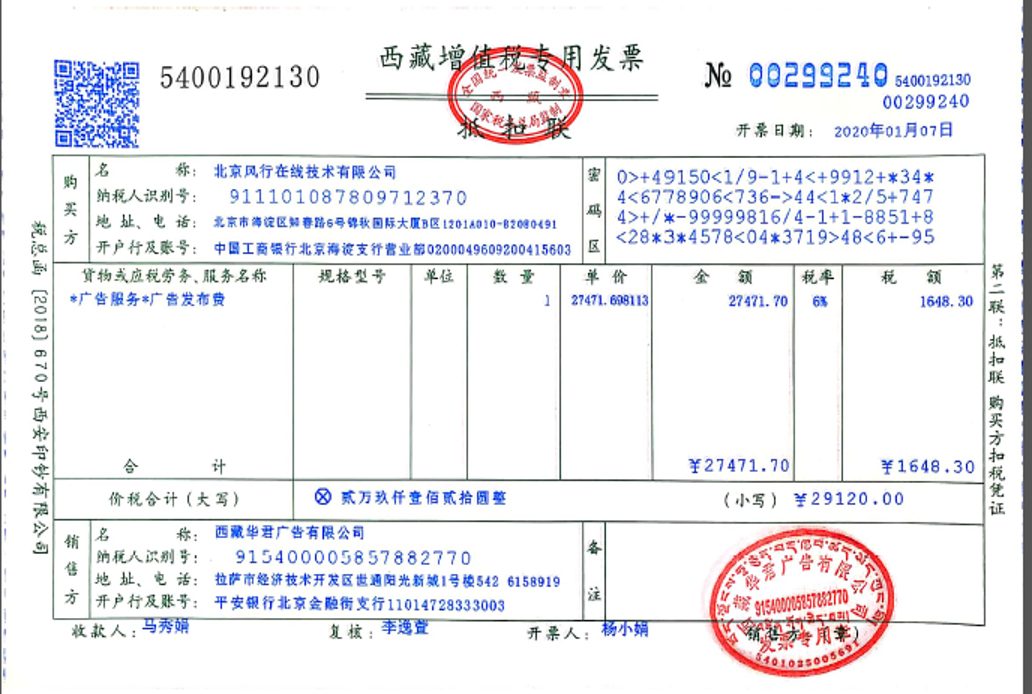 西藏增值税专用发票
5400192130
№ 00299240 5400192130
00299240
抵扣联
开票日期: 2020年01月07日
全国统一发票监制章
西藏
国家税务总局监制
购买方
名 称: 北京风行在线技术有限公司
纳税人识别号: 911101087809712370
地 址、电 话: 北京市海淀区知春路6号锦秋国际大厦B区1201A010-82080491
开户行及账号: 中国工商银行北京海淀支行营业部0200049609200415603
密码区
0>+49150<1/9-1+4<+9912+*34*
4<6778906<736->44<1*2/5+747
4>+/*-99999816/4-1+1-8851+8
<28*3*4578<04*3719>48<6+-95
货物或应税劳务、服务名称 规格型号 单位 数 量 单 价 金 额 税率 税 额
*广告服务*广告发布费 1 27471.698113 27471.70 6% 1648.30
合 计 ¥27471.70 ¥1648.30
价税合计(大写) ⊗ 贰万玖仟壹佰贰拾圆整 (小写) ¥29120.00
销售方
名 称: 西藏华君广告有限公司
纳税人识别号: 915400005857882770
地 址、电 话: 拉萨市经济技术开发区世通阳光新城1号楼542 6158919
开户行及账号: 平安银行北京金融街支行11014728333003
备注
收款人: 马秀娟 复核: 李逸萱 开票人: 杨小娟 销售方:(章)
西藏华君广告有限公司
915400005857882770
发票专用章
5401025005691
税总函[2018]670号西安印钞有限公司
第二联:抵扣联 购买方扣税凭证